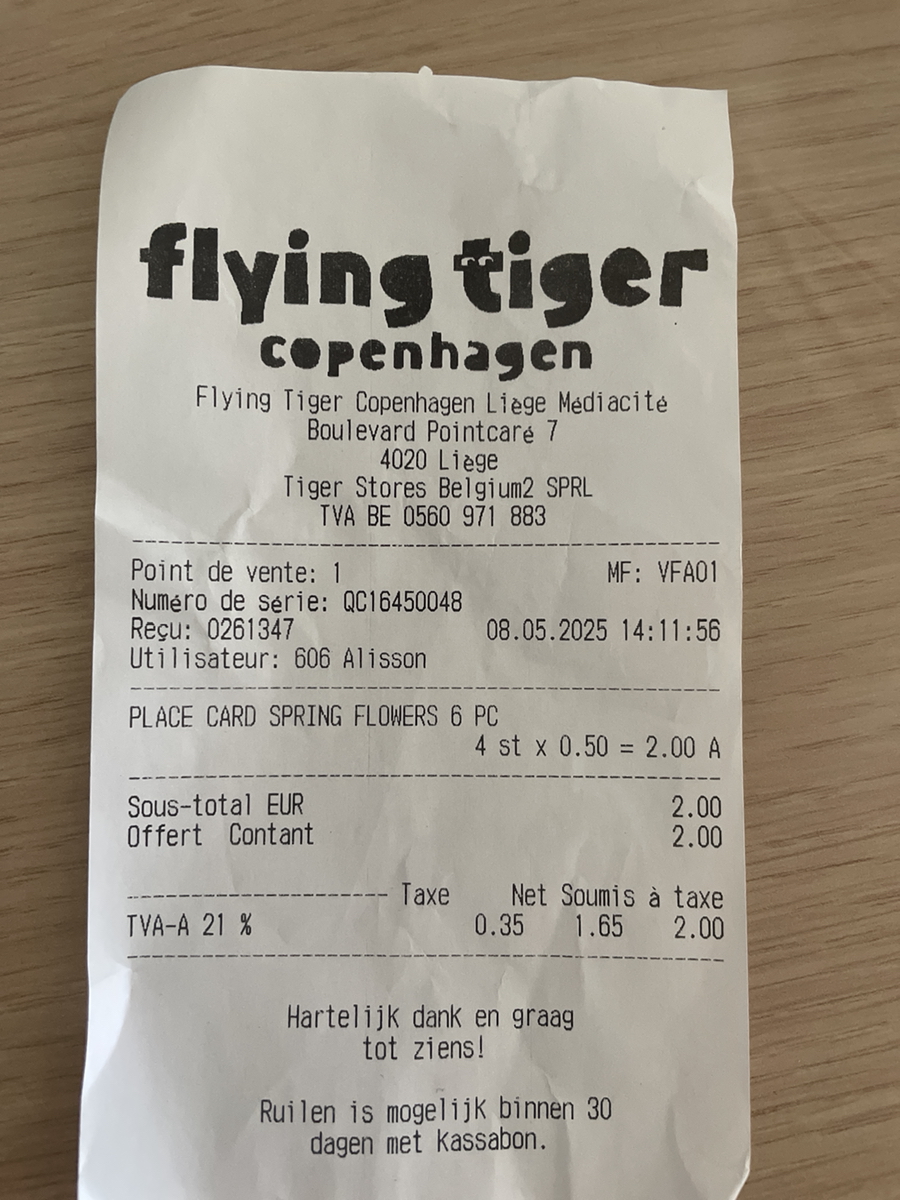 flying tiger
copenhagen
Flying Tiger Copenhagen Liège Médiacité
Boulevard Pointcaré 7
4020 Liège
Tiger Stores Belgium2 SPRL
TVA BE 0560 971 883
Point de vente: 1 MF: VFA01
Numéro de série: QC16450048
Reçu: 0261347 08.05.2025 14:11:56
Utilisateur: 606 Alisson
PLACE CARD SPRING FLOWERS 6 PC
4 st x 0.50 = 2.00 A
Sous-total EUR 2.00
Offert Contant 2.00
Taxe Net Soumis à taxe
TVA-A 21 % 0.35 1.65 2.00
Hartelijk dank en graag
tot ziens!
Ruilen is mogelijk binnen 30
dagen met kassabon.